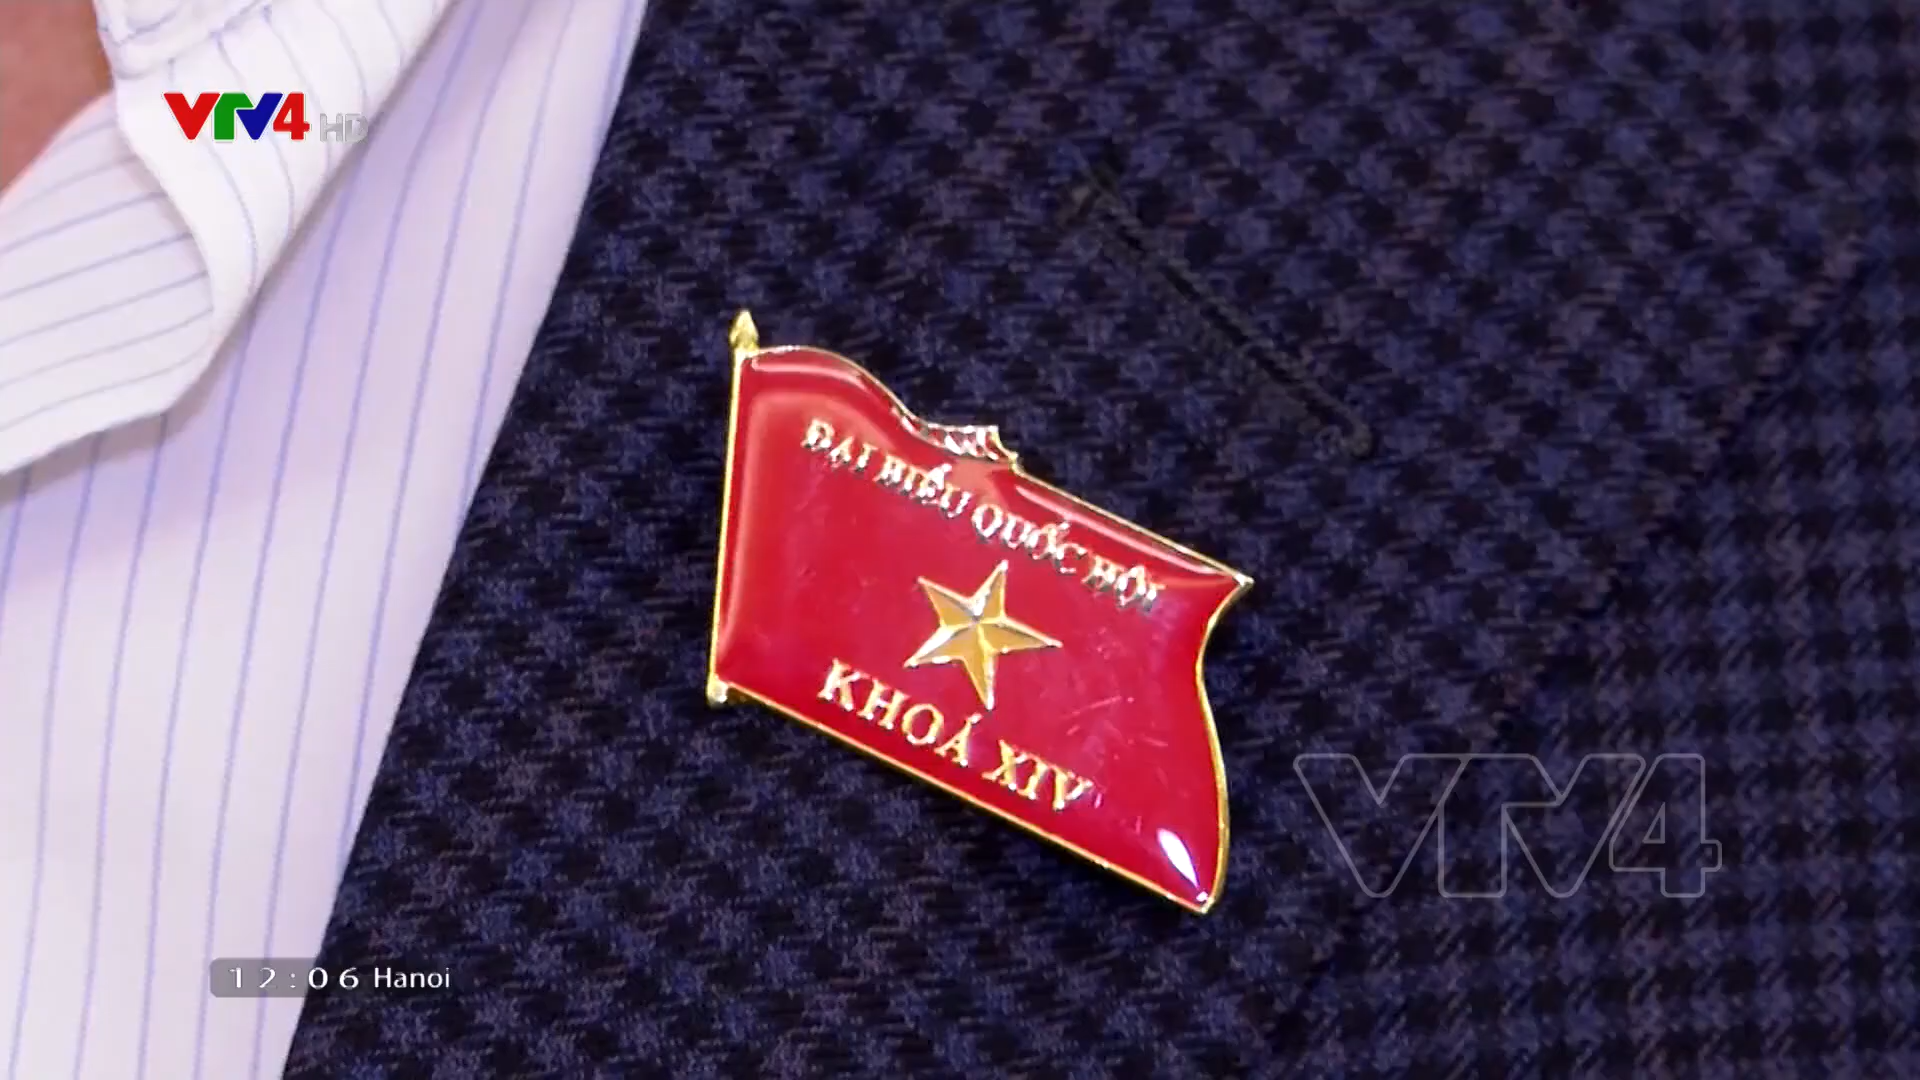 VTV4 HD
ĐẠI BIỂU QUỐC HỘI
KHOÁ XIV
VTV4
12:06 Hanoi